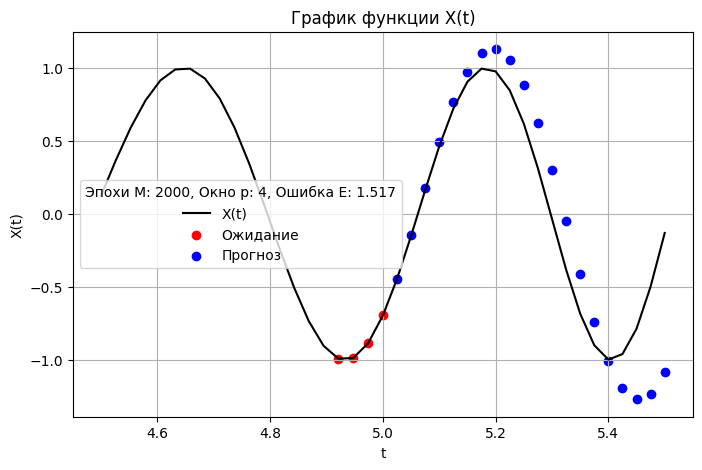 График функции X(t)
1.0
0.5
0.0
−0.5
−1.0
X(t)
Эпохи M: 2000, Окно p: 4, Ошибка E: 1.517
X(t)
Ожидание
Прогноз
4.6 4.8 5.0 5.2 5.4
t